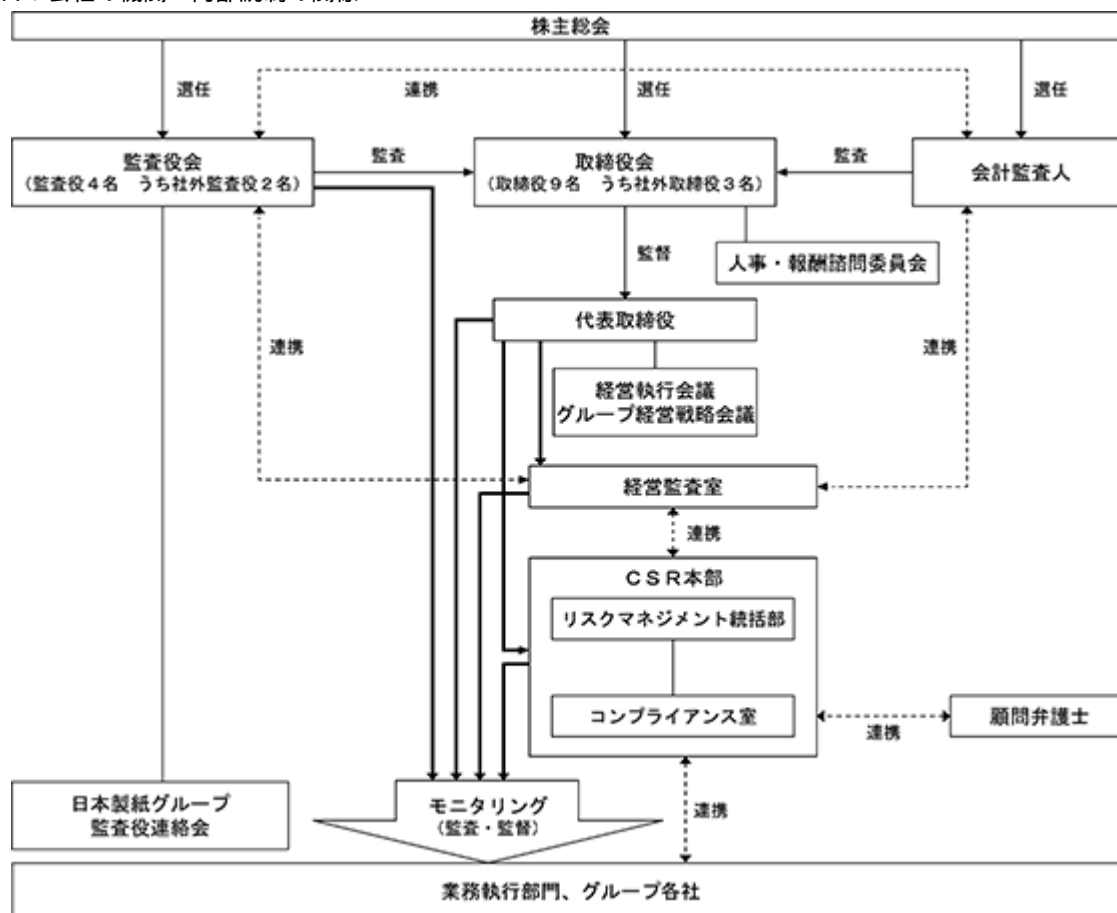 株主総会
選任
連携
選任
選任
監査役会
(監査役4名 うち社外監査役2名)
監査
取締役会
(取締役9名 うち社外取締役3名)
監査
会計監査人
監督
人事・報酬諮問委員会
代表取締役
連携
連携
経営執行会議
グループ経営戦略会議
経営監査室
連携
CSR本部
リスクマネジメント統括部
コンプライアンス室
顧問弁護士
連携
日本製紙グループ
監査役連絡会
モニタリング
(監査・監督)
連携
業務執行部門、グループ各社